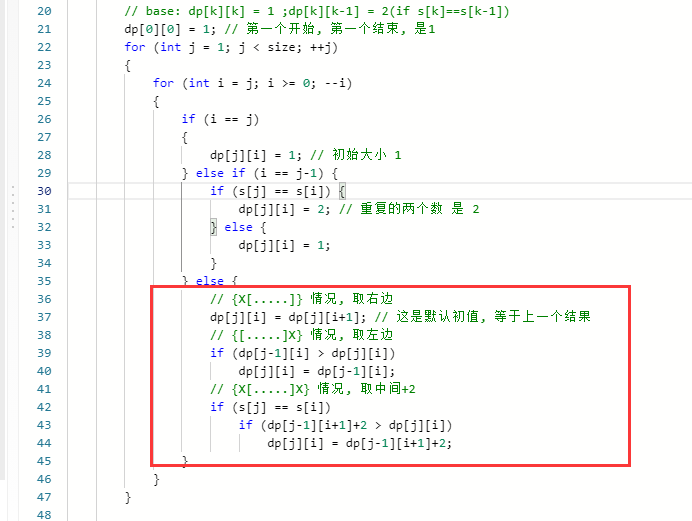 20 // base: dp[k][k] = 1 ;dp[k][k-1] = 2(if s[k]==s[k-1])
21 dp[0][0] = 1; // 第一个开始, 第一个结束, 是1
22 for (int j = 1; j < size; ++j)
23 {
24 for (int i = j; i >= 0; --i)
25 {
26 if (i == j)
27 {
28 dp[j][i] = 1; // 初始大小 1
29 } else if (i == j-1) {
30 if (s[j] == s[i]) {
31 dp[j][i] = 2; // 重复的两个数 是 2
32 } else {
33 dp[j][i] = 1;
34 }
35 } else {
36 // {X[.....]} 情况, 取右边
37 dp[j][i] = dp[j][i+1]; // 这是默认初值, 等于上一个结果
38 // {[.....]X} 情况, 取左边
39 if (dp[j-1][i] > dp[j][i])
40 dp[j][i] = dp[j-1][i];
41 // {X[.....]X} 情况, 取中间+2
42 if (s[j] == s[i])
43 if (dp[j-1][i+1]+2 > dp[j][i])
44 dp[j][i] = dp[j-1][i+1]+2;
45 }
46 }
47 }
48